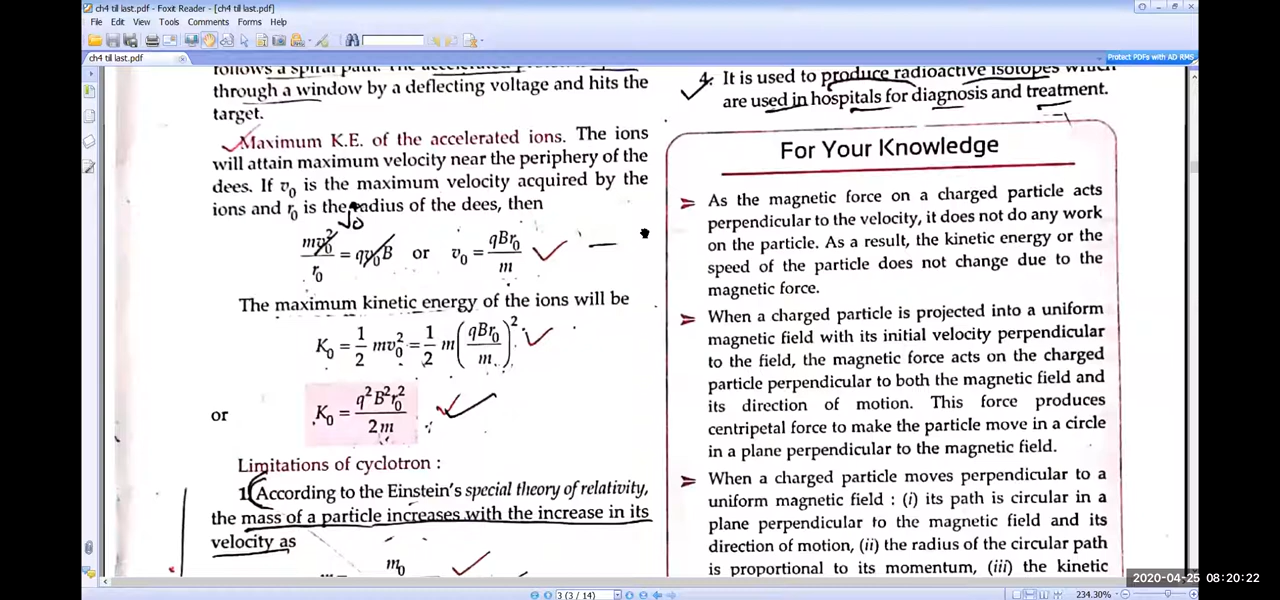 ch4 till last.pdf - Foxit Reader - [ch4 till last.pdf]
File Edit View Tools Comments Forms Help
ch4 till last.pdf
Protect PDFs with AD RMS
follows a spiral path. The accelerated
through a window by a deflecting voltage and hits the
target.
Maximum K.E. of the accelerated ions. The ions
will attain maximum velocity near the periphery of the
dees. If v₀ is the maximum velocity acquired by the
ions and r₀ is the radius of the dees, then
mv₀²/r₀ = qv₀B or v₀ = qBr₀/m
The maximum kinetic energy of the ions will be
K₀ = 1/2 mv₀² = 1/2 m(qBr₀/m)²
or K₀ = q²B²r₀²/2m
Limitations of cyclotron :
1. According to the Einstein's special theory of relativity,
the mass of a particle increases with the increase in its
velocity as
m₀
4. It is used to produce radioactive isotopes which
are used in hospitals for diagnosis and treatment.
For Your Knowledge
➢ As the magnetic force on a charged particle acts
perpendicular to the velocity, it does not do any work
on the particle. As a result, the kinetic energy or the
speed of the particle does not change due to the
magnetic force.
➢ When a charged particle is projected into a uniform
magnetic field with its initial velocity perpendicular
to the field, the magnetic force acts on the charged
particle perpendicular to both the magnetic field and
its direction of motion. This force produces
centripetal force to make the particle move in a circle
in a plane perpendicular to the magnetic field.
➢ When a charged particle moves perpendicular to a
uniform magnetic field : (i) its path is circular in a
plane perpendicular to the magnetic field and its
direction of motion, (ii) the radius of the circular path
is proportional to its momentum, (iii) the kinetic
3 (3 / 14)
234.30%
2020-04-25 08:20:22